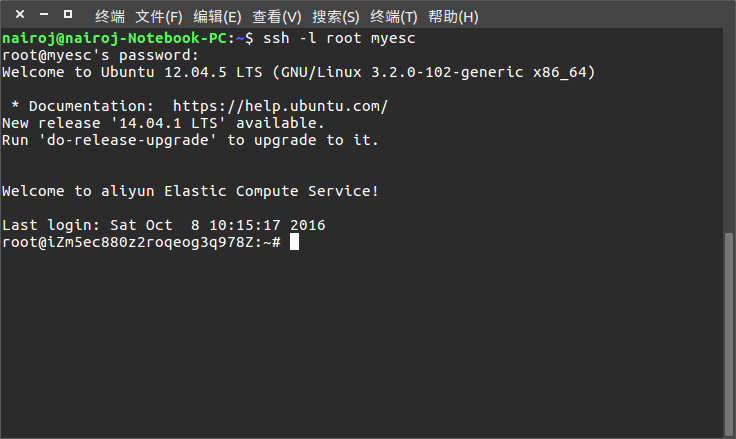 终端 文件(F) 编辑(E) 查看(V) 搜索(S) 终端(T) 帮助(H)
nairoj@nairoj-Notebook-PC:~$ ssh -l root myesc
root@myesc's password:
Welcome to Ubuntu 12.04.5 LTS (GNU/Linux 3.2.0-102-generic x86_64)
* Documentation:  https://help.ubuntu.com/
New release '14.04.1 LTS' available.
Run 'do-release-upgrade' to upgrade to it.
Welcome to aliyun Elastic Compute Service!
Last login: Sat Oct  8 10:15:17 2016
root@iZm5ec880z2roqeog3q978Z:~#